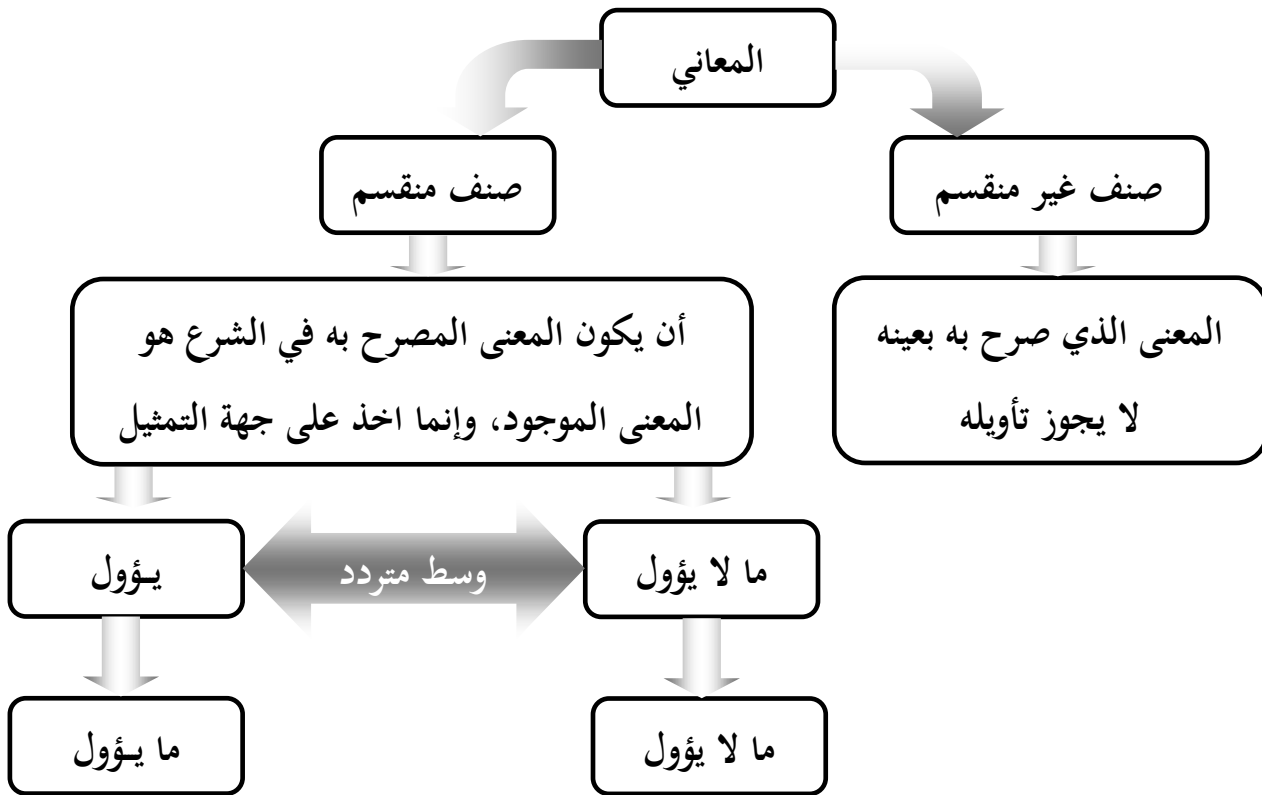 المعاني
صنف غير منقسم
صنف منقسم
المعنى الذي صرح به بعينه
لا يجوز تأويله
أن يكون المعنى المصرح به في الشرع هو
المعنى الموجود، وإنما اخذ على جهة التمثيل
ما لا يؤول
وسط متردد
يـؤول
ما لا يؤول
ما يـؤول